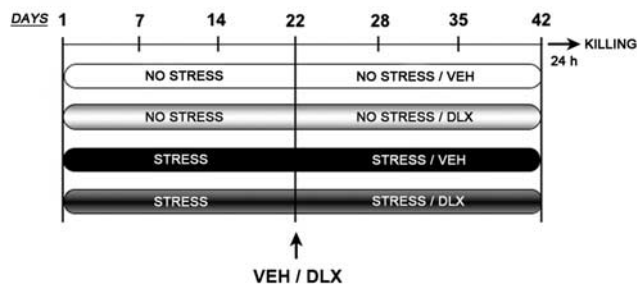 DAYS 1 7 14 22 28 35 42
KILLING
24 h
NO STRESS NO STRESS / VEH
NO STRESS NO STRESS / DLX
STRESS STRESS / VEH
STRESS STRESS / DLX
VEH / DLX